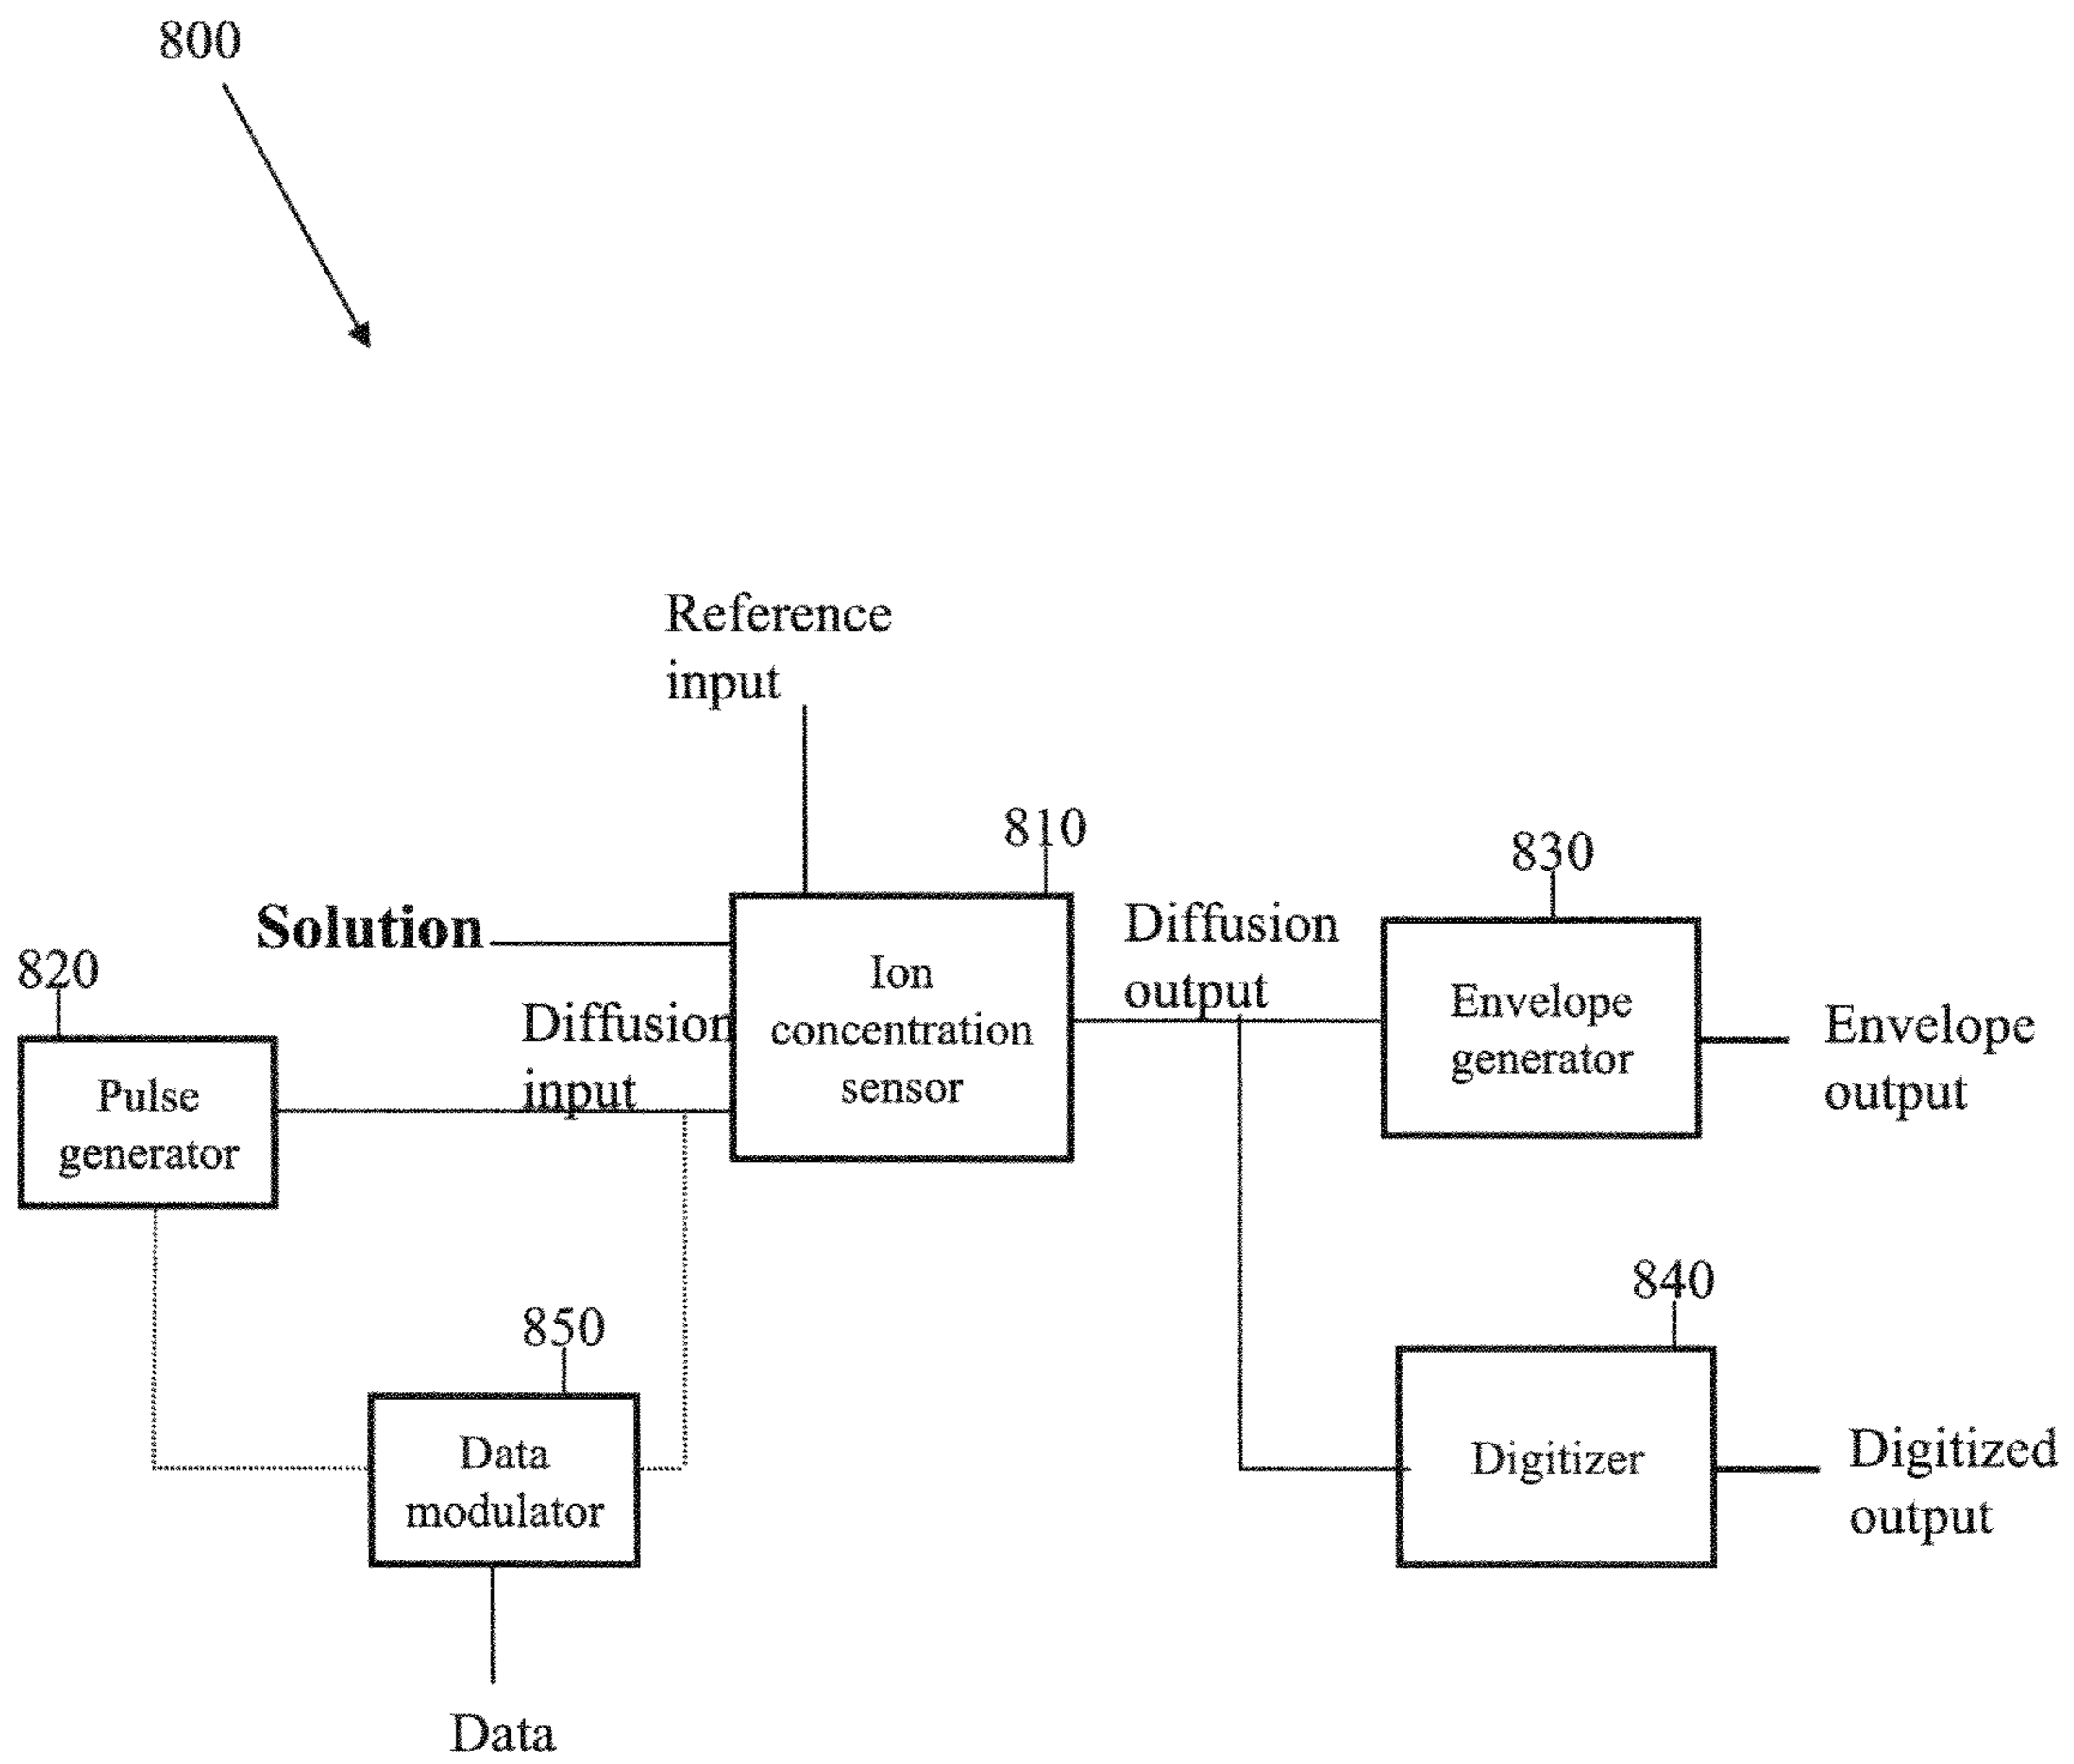 800
Reference
input
810
830
Solution
Diffusion
output
820
Ion
concentration
sensor
Diffusion
input
Envelope
generator
Envelope
output
Pulse
generator
840
850
Data
modulator
Digitizer
Digitized
output
Data